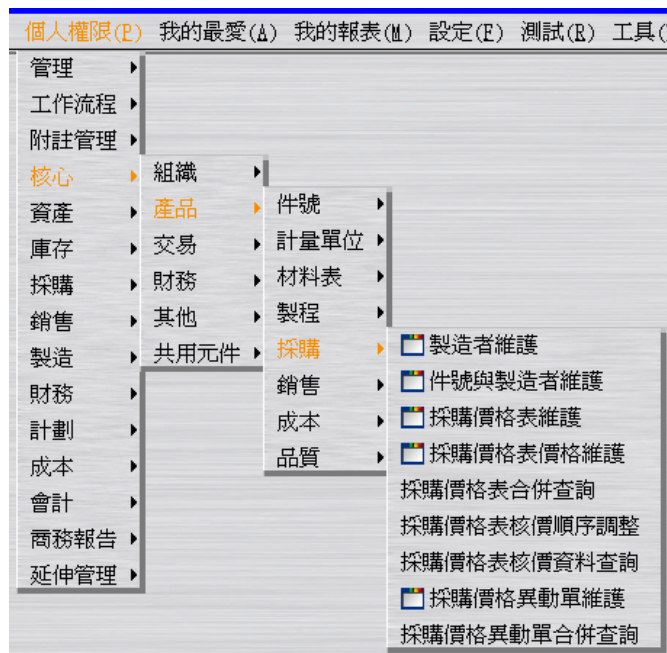 個人權限(P) 我的最愛(A) 我的報表(M) 設定(E) 測試(R) 工具(
管理
工作流程
附註管理
核心
資產
庫存
採購
銷售
製造
財務
計劃
成本
會計
商務報告
延伸管理
組織
產品
交易
財務
其他
共用元件
件號
計量單位
材料表
製程
採購
銷售
成本
品質
製造者維護
件號與製造者維護
採購價格表維護
採購價格表價格維護
採購價格表合併查詢
採購價格表核價順序調整
採購價格表核價資料查詢
採購價格異動單維護
採購價格異動單合併查詢